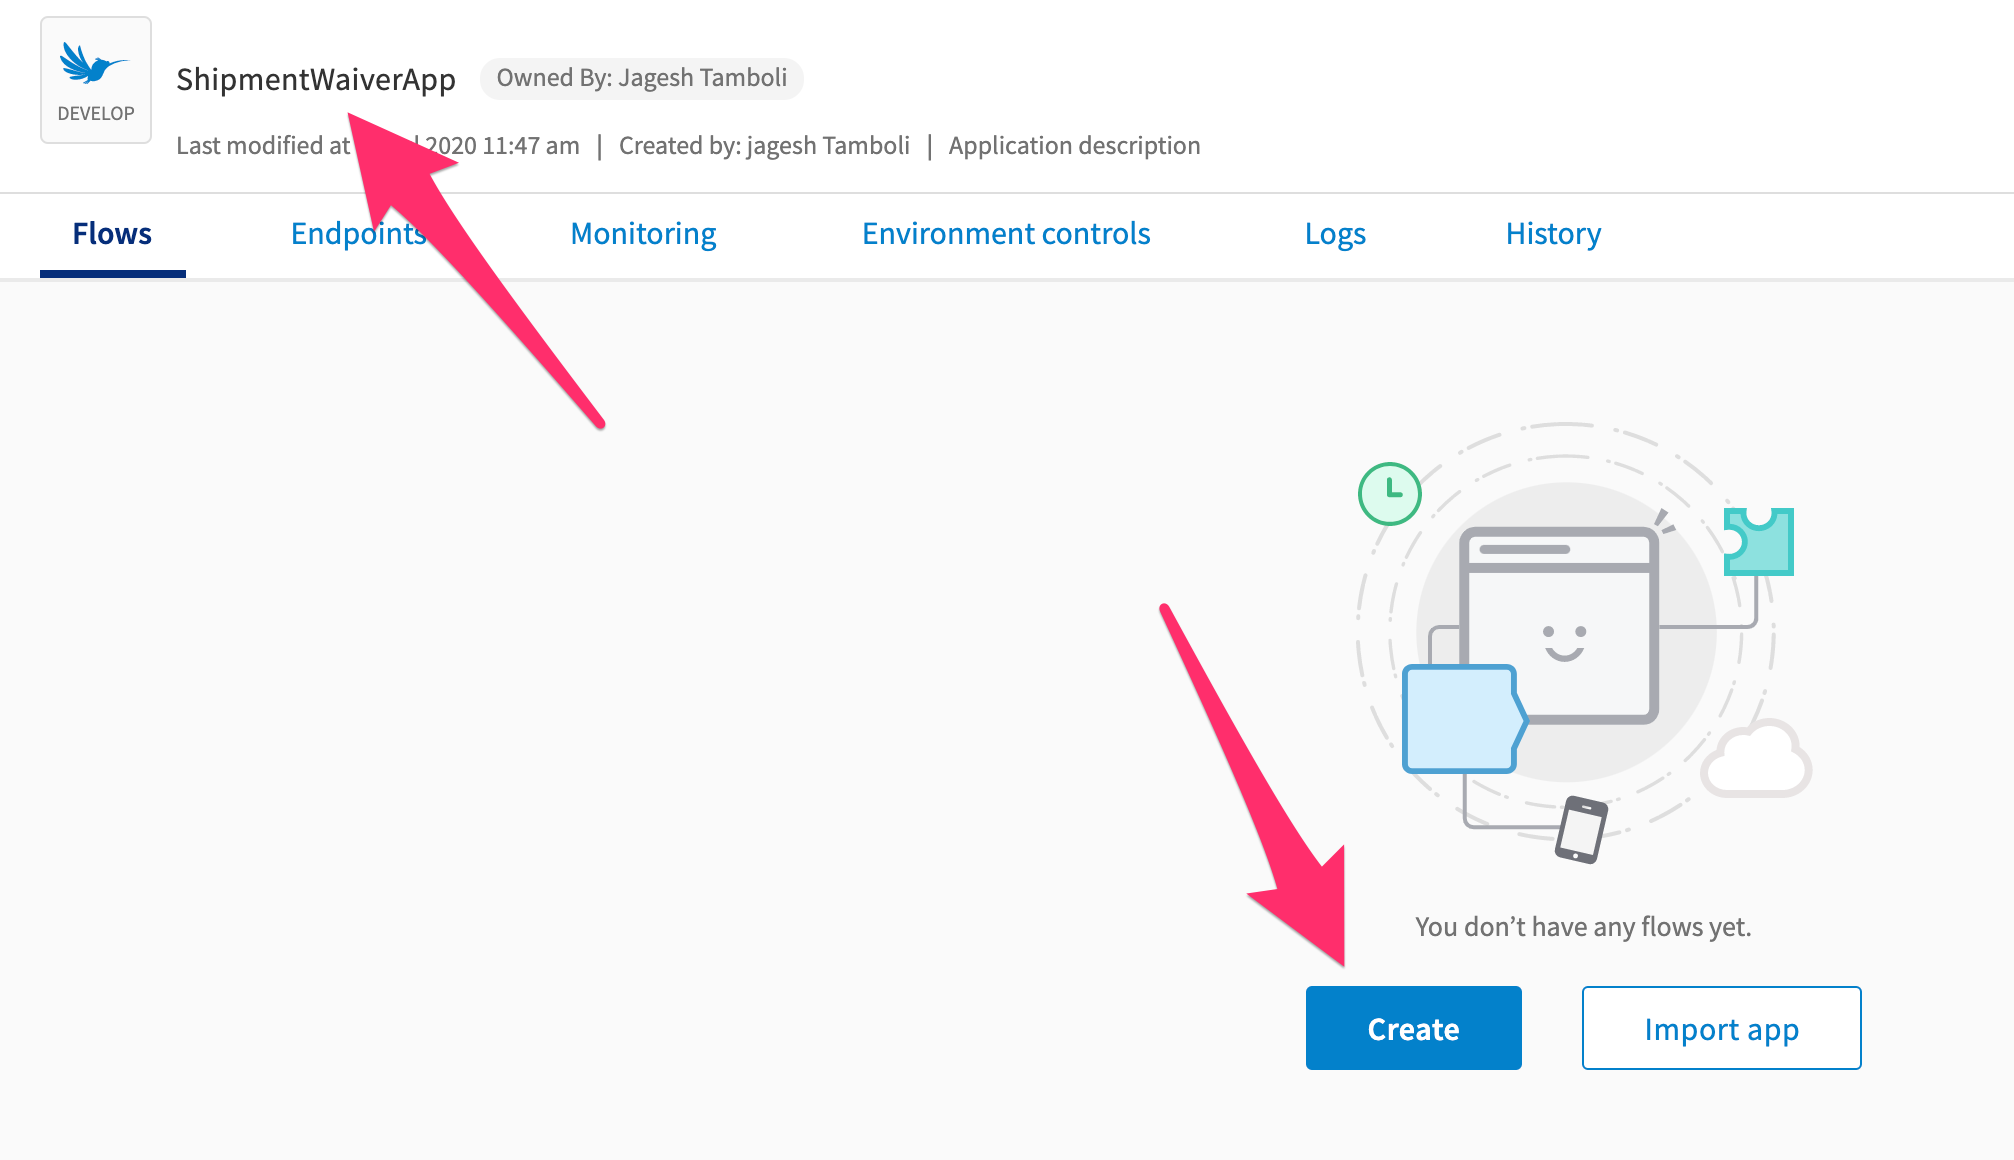 ShipmentWaiverApp Owned By: Jagesh Tamboli
DEVELOP
Last modified at 2020 11:47 am | Created by: jagesh Tamboli | Application description
Flows Endpoints Monitoring Environment controls Logs History
You don’t have any flows yet.
Create Import app